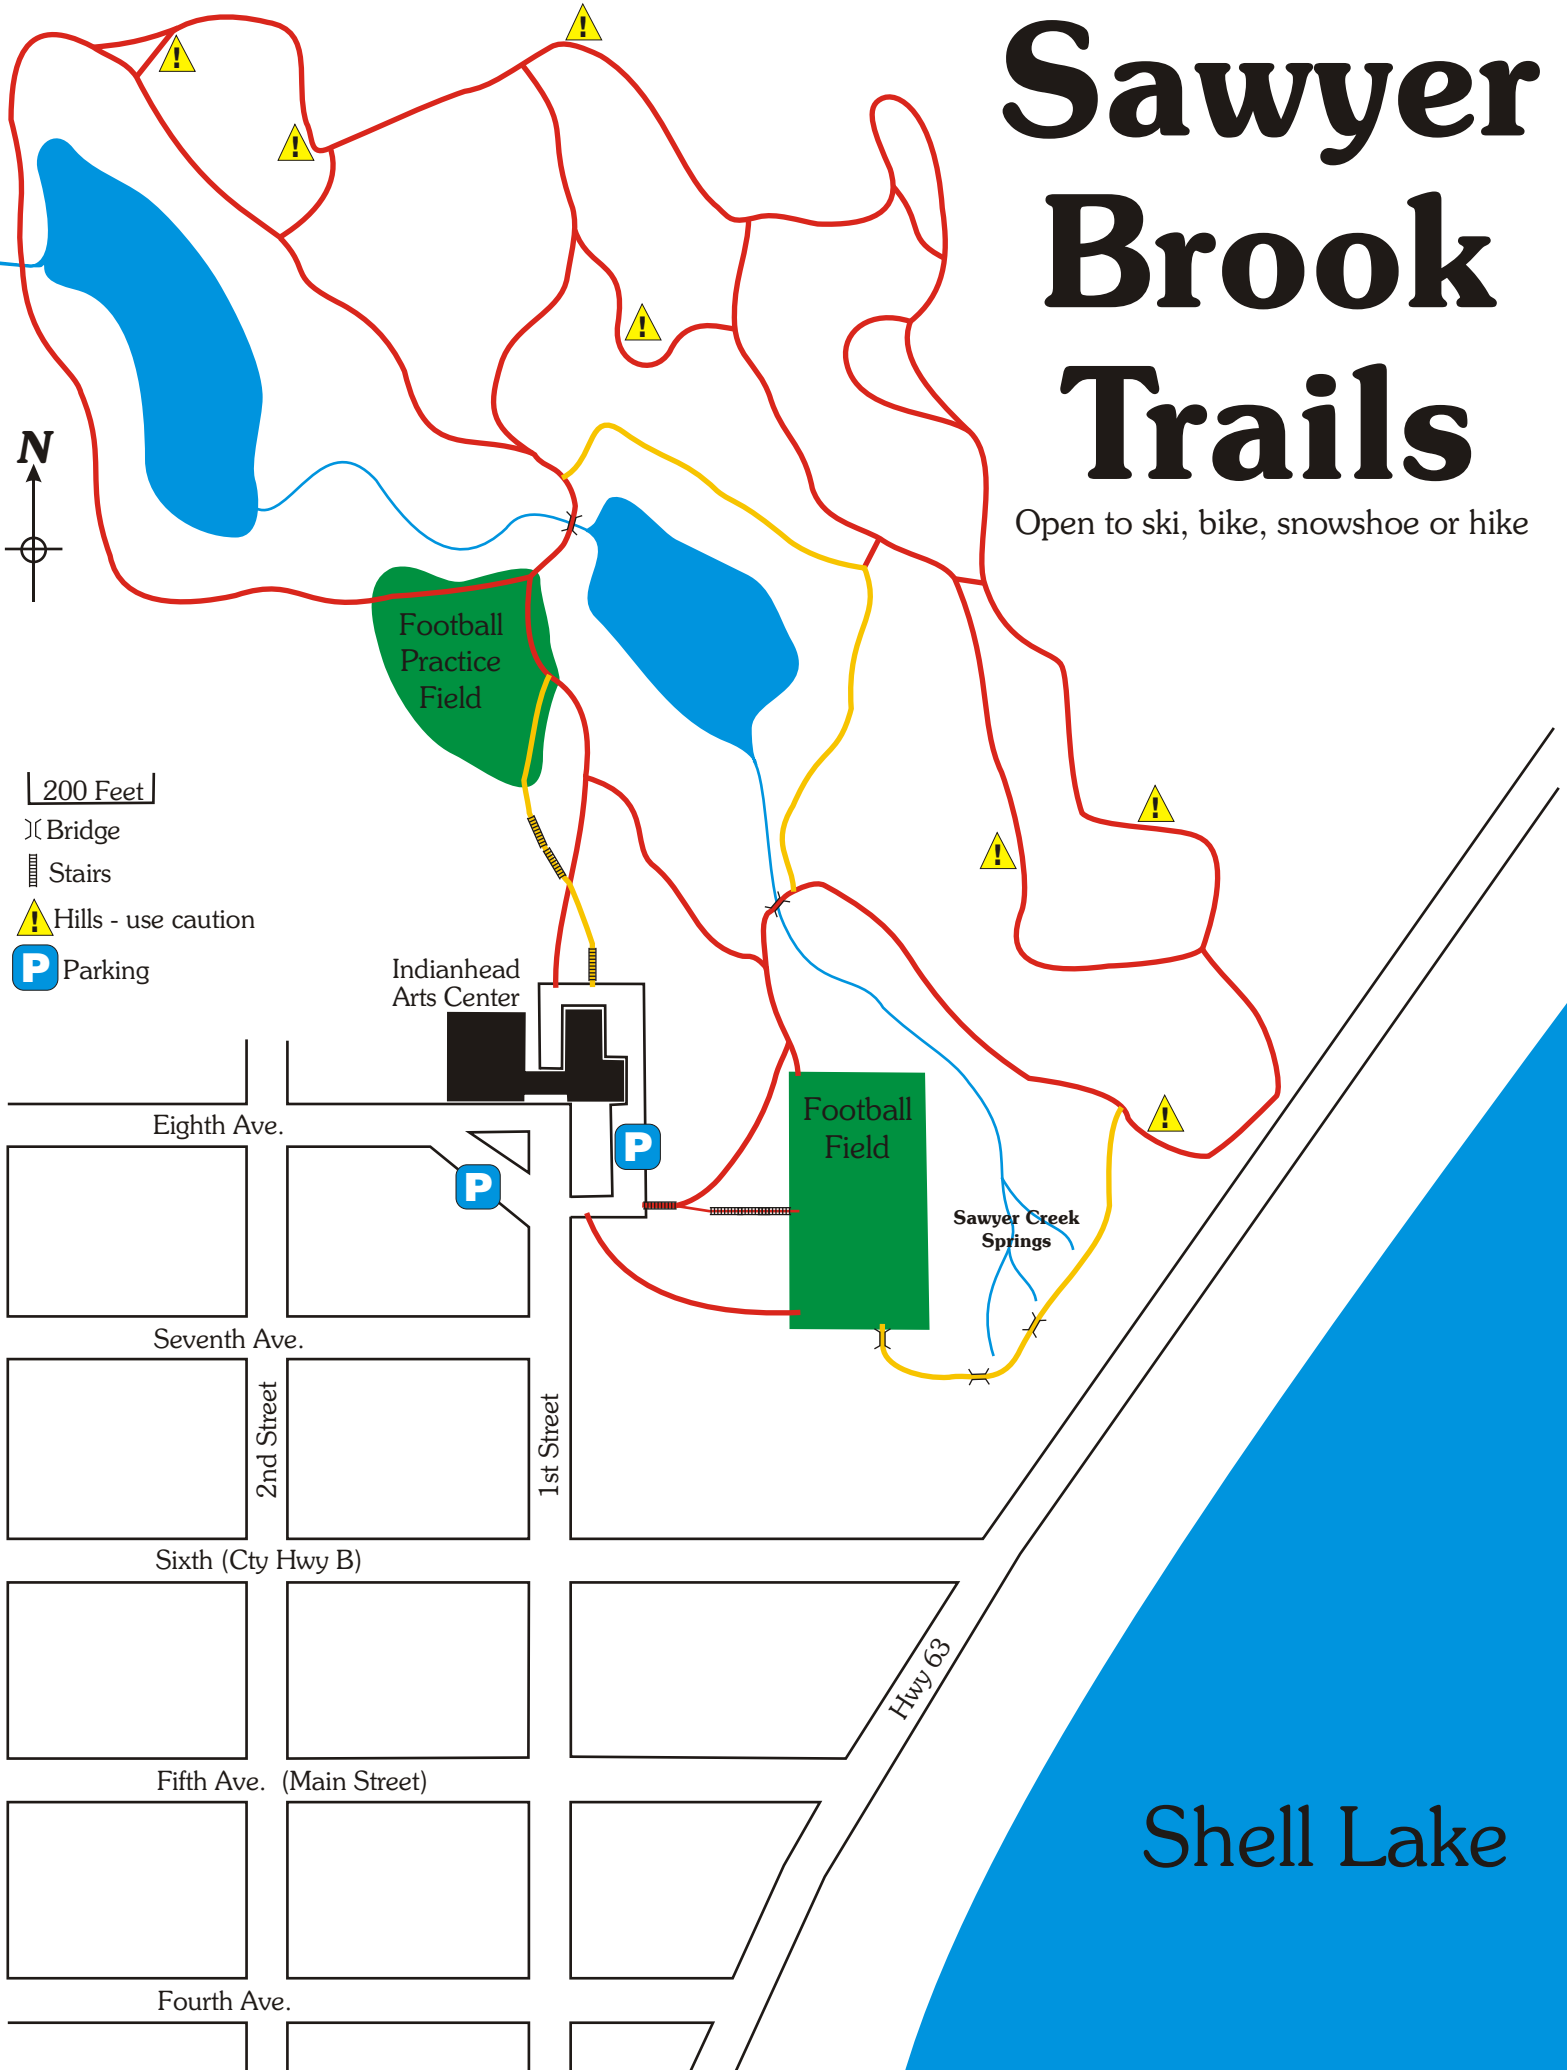 Sawyer
Brook
Trails
Open to ski, bike, snowshoe or hike
N
Football
Practice
Field
200 Feet
Bridge
Stairs
! Hills - use caution
P Parking
Indianhead
Arts Center
Football
Field
Eighth Ave.
P
P
Sawyer Creek
Springs
Seventh Ave.
2nd Street
1st Street
Sixth (Cty Hwy B)
Hwy 63
Fifth Ave. (Main Street)
Shell Lake
Fourth Ave.
!
!
!
!
!
!
!